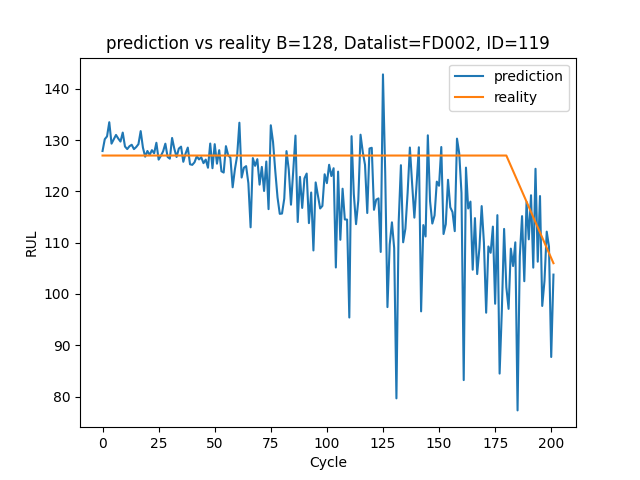 prediction vs reality B=128, Datalist=FD002, ID=119
prediction
reality
RUL
140
130
120
110
100
90
80
0 25 50 75 100 125 150 175 200
Cycle